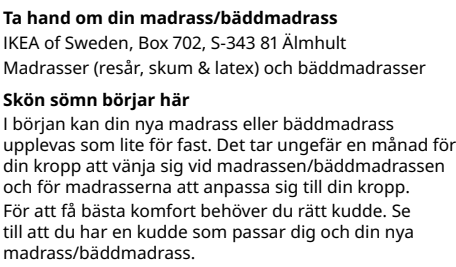 Ta hand om din madrass/bäddmadrass
IKEA of Sweden, Box 702, S-343 81 Älmhult
Madrasser (resår, skum & latex) och bäddmadrasser
Skön sömn börjar här
I början kan din nya madrass eller bäddmadrass
upplevas som lite för fast. Det tar ungefär en månad för
din kropp att vänja sig vid madrassen/bäddmadrassen
och för madrasserna att anpassa sig till din kropp.
För att få bästa komfort behöver du rätt kudde. Se
till att du har en kudde som passar dig och din nya
madrass/bäddmadrass.